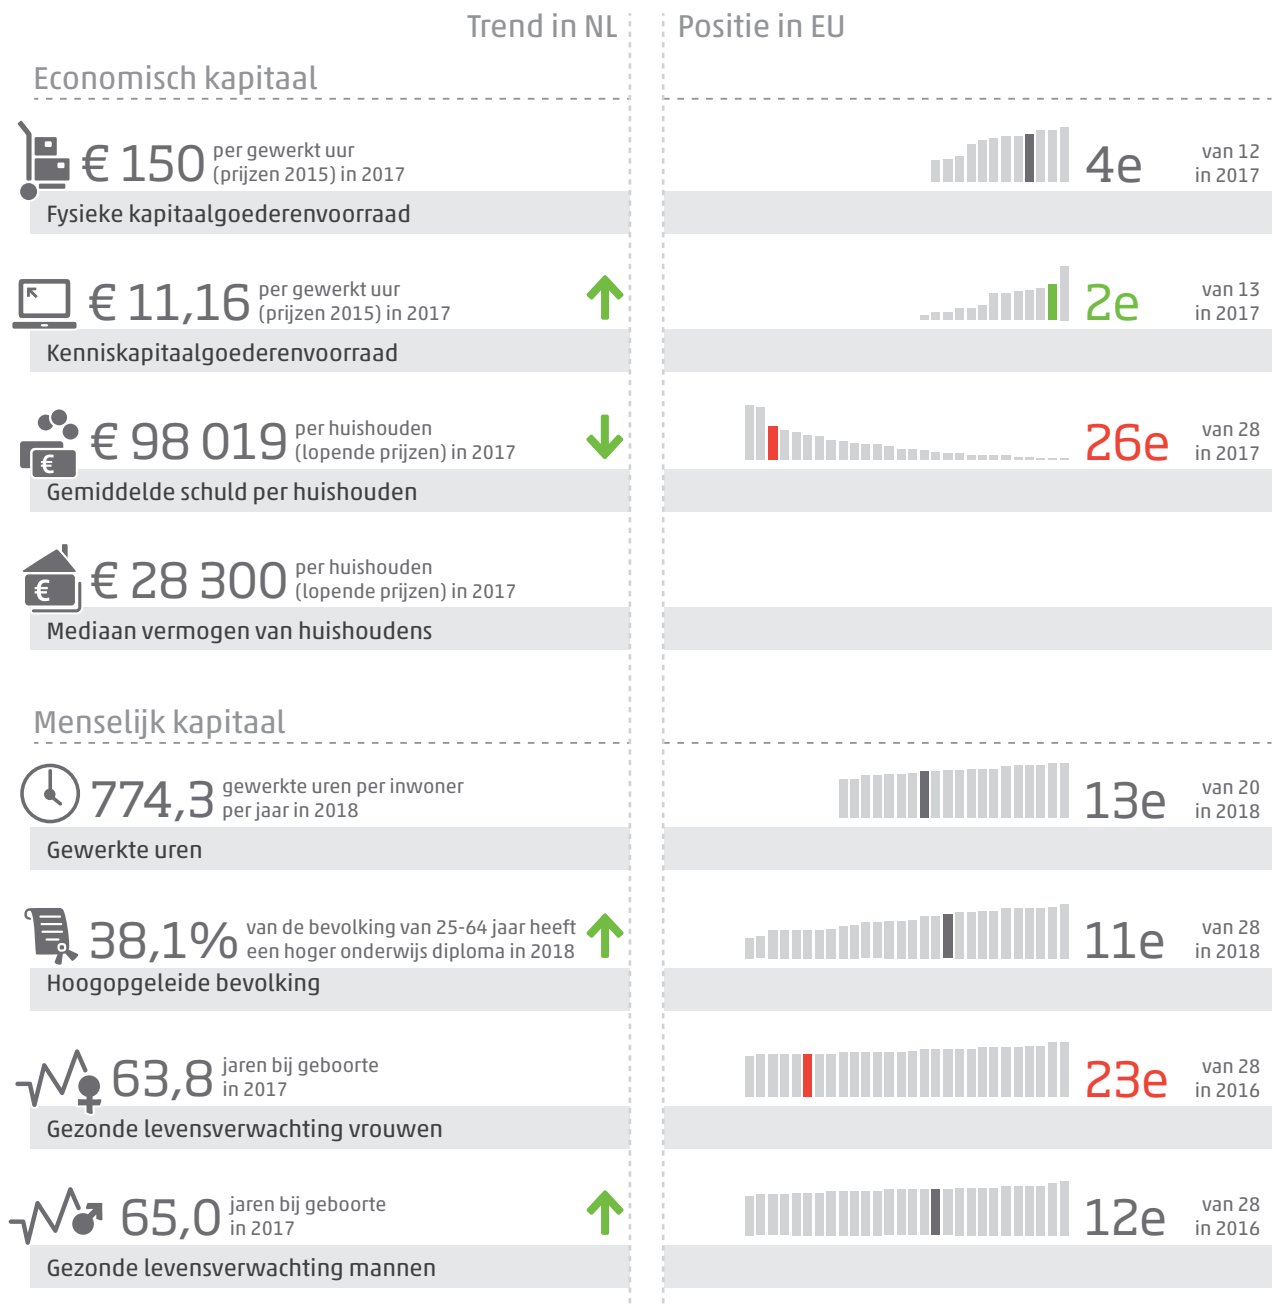 Trend in NL
Positie in EU
Economisch kapitaal
€ 150 per gewerkt uur
(prijzen 2015) in 2017
4e van 12
in 2017
Fysieke kapitaalgoederenvoorraad
€ 11,16 per gewerkt uur
(prijzen 2015) in 2017
2e van 13
in 2017
Kenniskapitaalgoederenvoorraad
€
€ 98 019 per huishouden
(lopende prijzen) in 2017
26e van 28
in 2017
Gemiddelde schuld per huishouden
€
€ 28 300 per huishouden
(lopende prijzen) in 2017
Mediaan vermogen van huishoudens
Menselijk kapitaal
774,3 gewerkte uren per inwoner
per jaar in 2018
13e van 20
in 2018
Gewerkte uren
38,1% van de bevolking van 25-64 jaar heeft
een hoger onderwijs diploma in 2018
11e van 28
in 2018
Hoogopgeleide bevolking
63,8 jaren bij geboorte
in 2017
23e van 28
in 2016
Gezonde levensverwachting vrouwen
65,0 jaren bij geboorte
in 2017
12e van 28
in 2016
Gezonde levensverwachting mannen